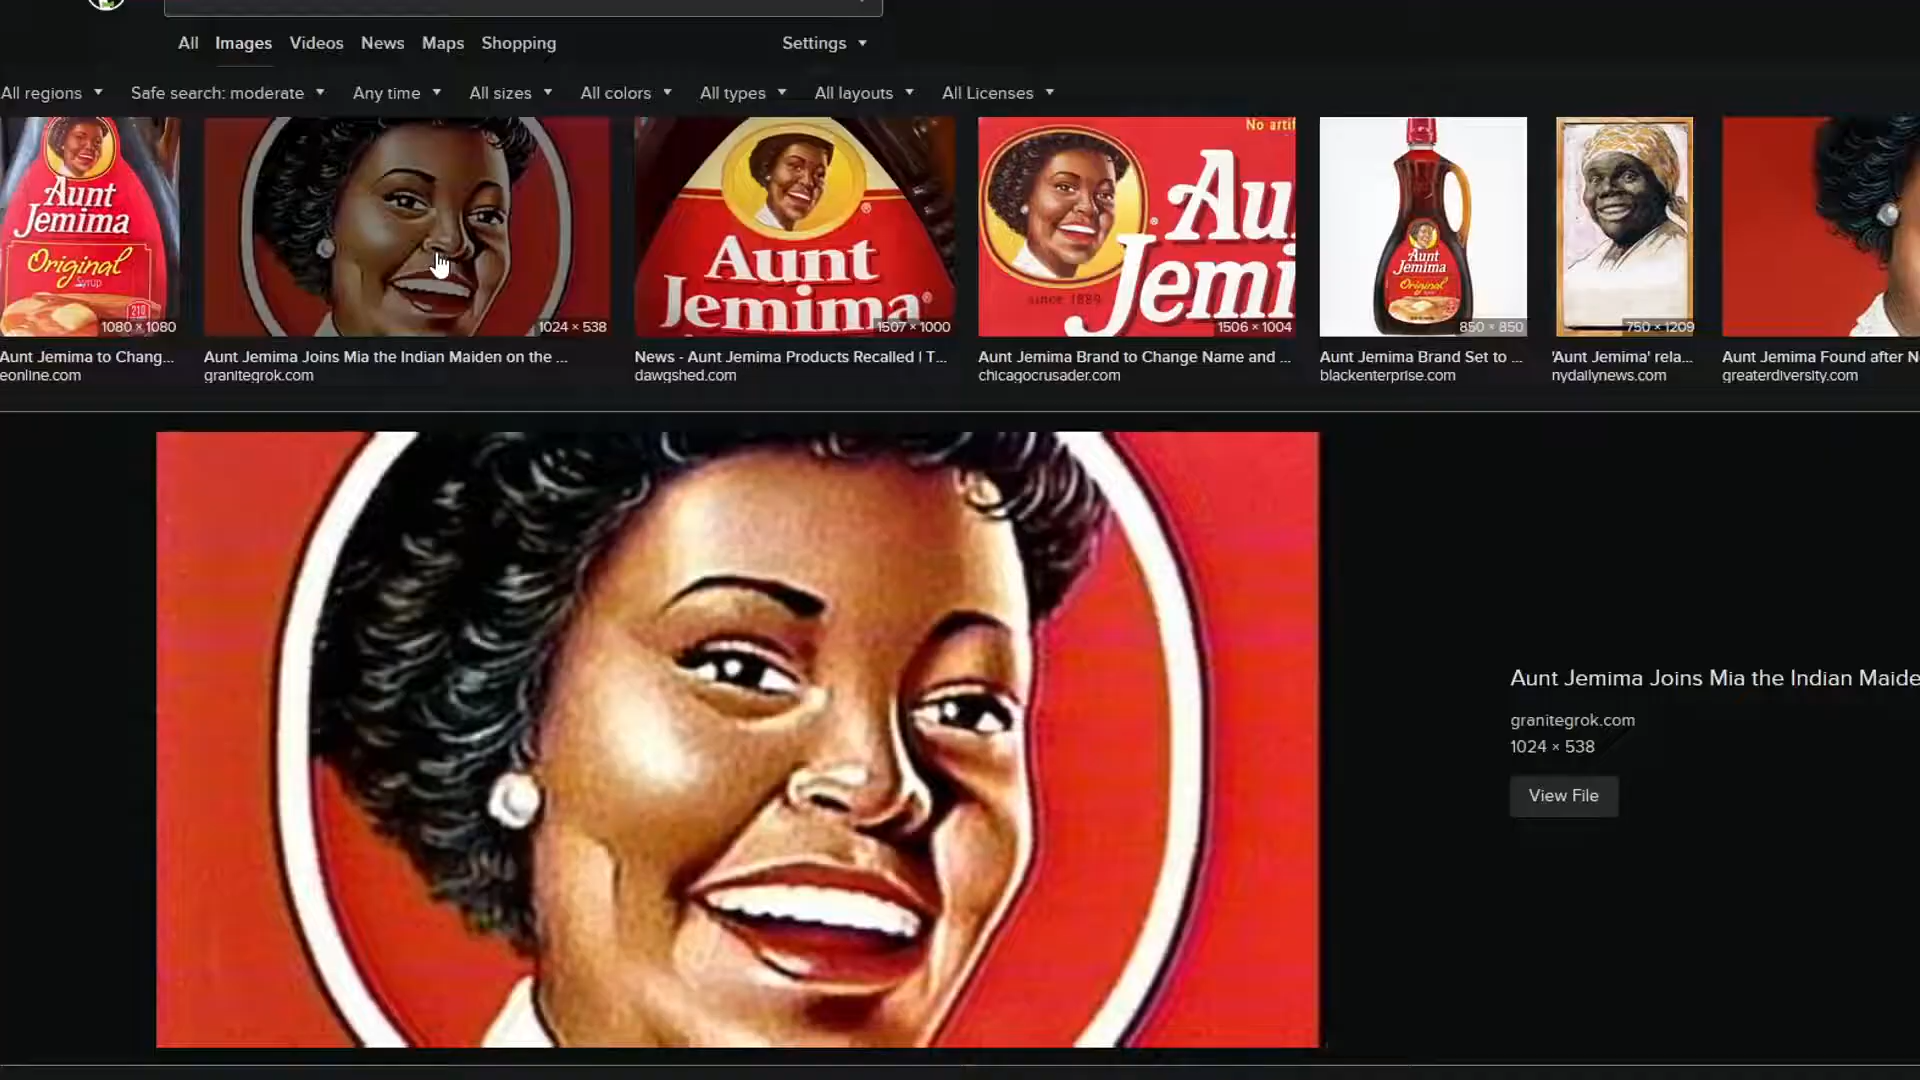 All Images Videos News Maps Shopping Settings
All regions Safe search: moderate Any time All sizes All colors All types All layouts All Licenses
Aunt
Jemima
Original
Syrup
210
1080 × 1080
1024 × 538
Aunt
Jemima
1507 × 1000
No artif
Au
Jemi
since 1889
1506 × 1004
Aunt
Jemima
Original
850 × 850
750 × 1209
Aunt Jemima to Chang...
eonline.com
Aunt Jemima Joins Mia the Indian Maiden on the ...
granitegrok.com
News - Aunt Jemima Products Recalled | T...
dawgshed.com
Aunt Jemima Brand to Change Name and ...
chicagocrusader.com
Aunt Jemima Brand Set to ...
blackenterprise.com
'Aunt Jemima' rela...
nydailynews.com
Aunt Jemima Found after N
greaterdiversity.com
Aunt Jemima Joins Mia the Indian Maide
granitegrok.com
1024 × 538
View File